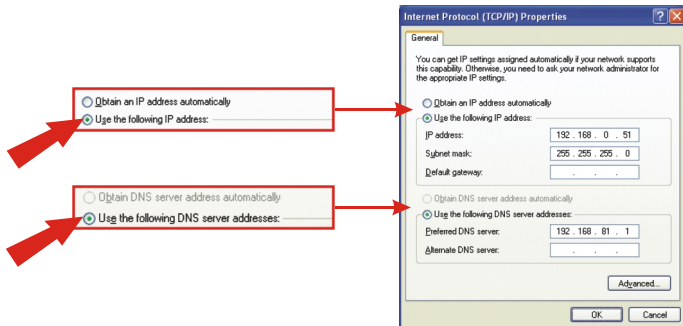 Obtain an IP address automatically
Use the following IP address:
Obtain DNS server address automatically
Use the following DNS server addresses:
Internet Protocol (TCP/IP) Properties
General
You can get IP settings assigned automatically if your network supports
this capability. Otherwise, you need to ask your network administrator for
the appropriate IP settings.
Obtain an IP address automatically
Use the following IP address:
IP address: 192 . 168 . 0 . 51
Subnet mask: 255 . 255 . 255 . 0
Default gateway: . . .
Obtain DNS server address automatically
Use the following DNS server addresses:
Preferred DNS server: 192 . 168 . 81 . 1
Alternate DNS server: . . .
Advanced...
OK Cancel